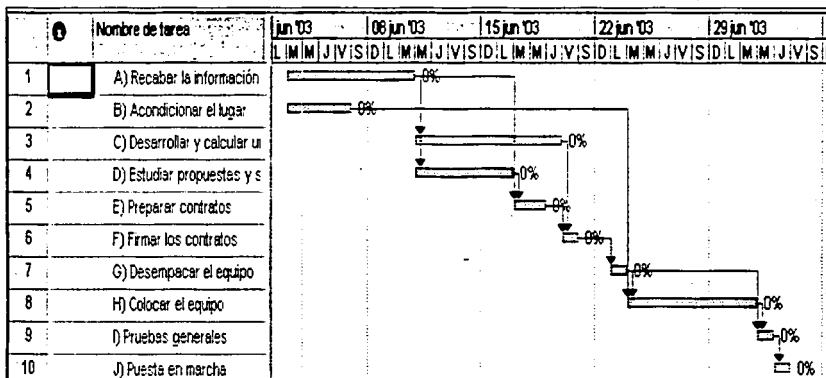 Nombre de tarea jun '03 08 jun '03 15 jun '03 22 jun '03 29 jun '03
L M M J V S D L M M J V S D L M M J V S D L M M J V S D L M M J V S
1 A) Recabar la información 0%
2 B) Acondicionar el lugar 0%
3 C) Desarrollar y calcular un 0%
4 D) Estudiar propuestas y s 0%
5 E) Preparar contratos 0%
6 F) Firmar los contratos 0%
7 G) Desempacar el equipo 0%
8 H) Colocar el equipo 0%
9 I) Pruebas generales 0%
10 J) Puesta en marcha 0%